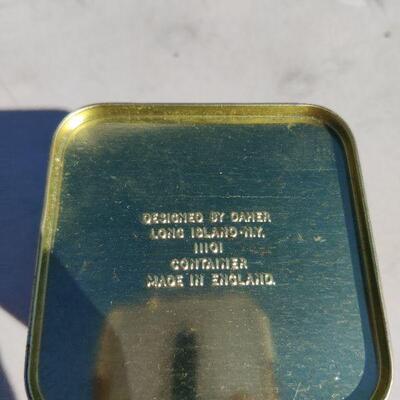 DESIGNED BY DAHER
LONG ISLAND·N.Y.
11101
CONTAINER
MADE IN ENGLAND.